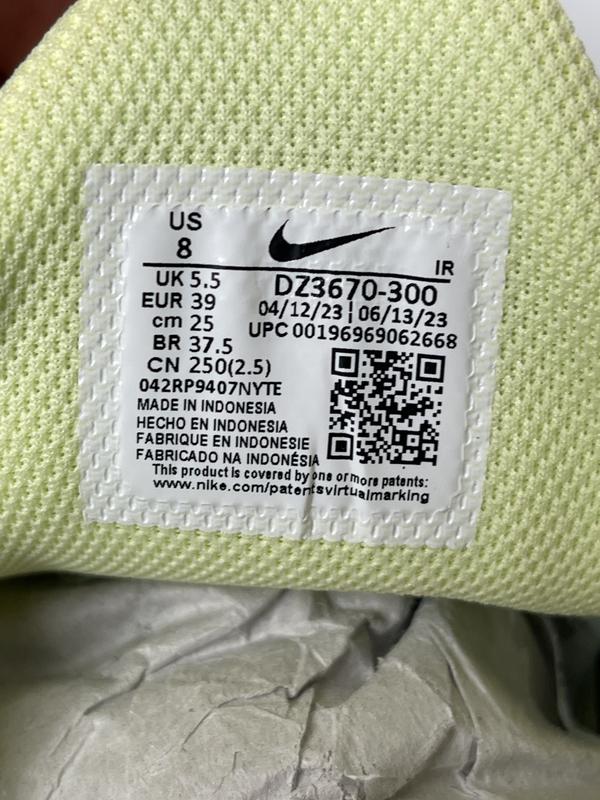 US
8
IR
UK 5.5
EUR 39
cm 25
BR 37.5
CN 250(2.5)
042RP9407NYTE
DZ3670-300
04/12/23 | 06/13/23
UPC 00196969062668
MADE IN INDONESIA
HECHO EN INDONESIA
FABRIQUE EN INDONESIE
FABRICADO NA INDONÉSIA
This product is covered by one or more patents:
www.nike.com/patentsvirtualmarking